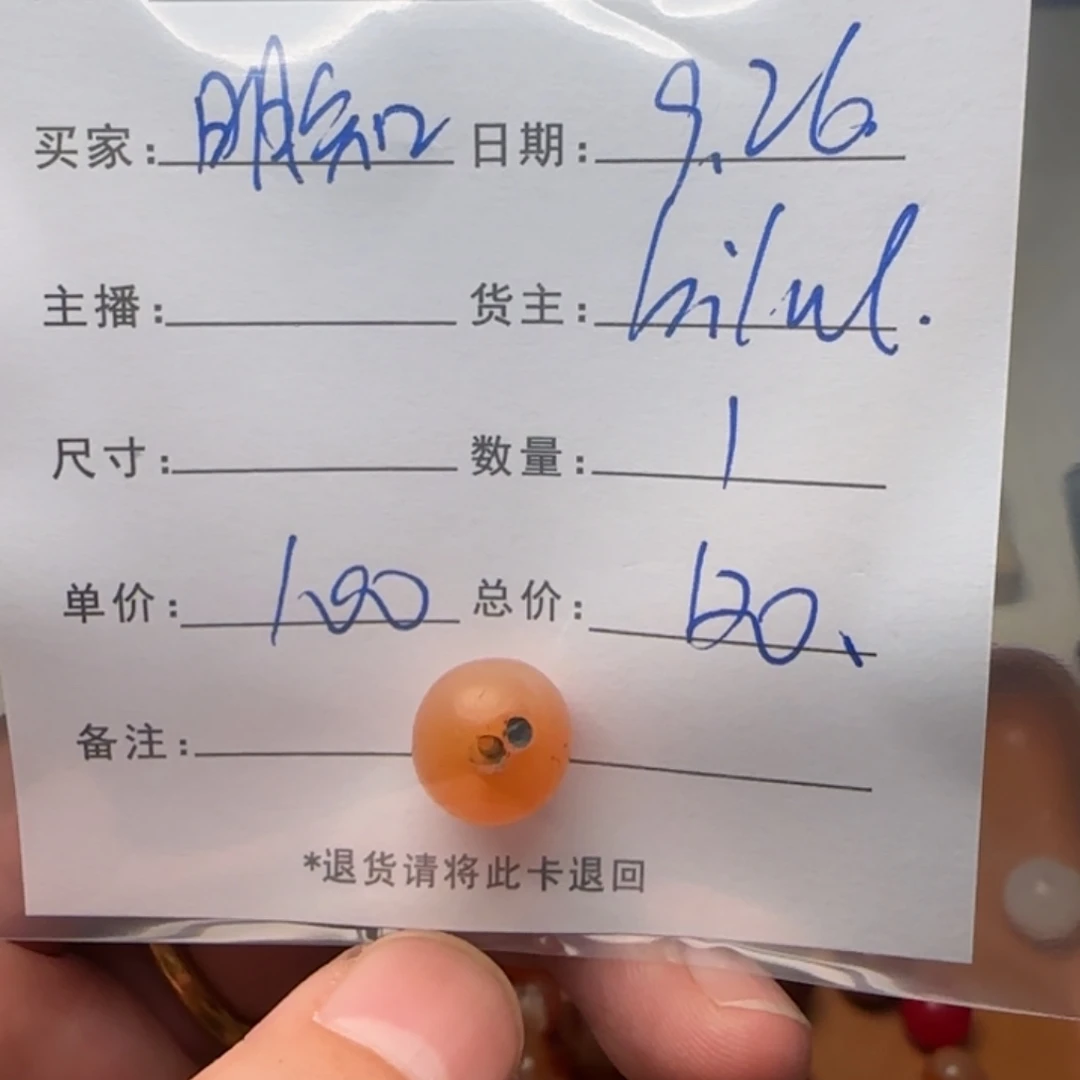 买家: 日期: 9.26.
主播: 货主:
尺寸: 数量: 1
单价: 100 总价: 120、
备注:
*退货请将此卡退回